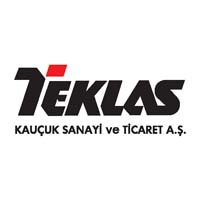 TEKLAS
KAUÇUK SANAYİ ve TİCARET A.Ş.